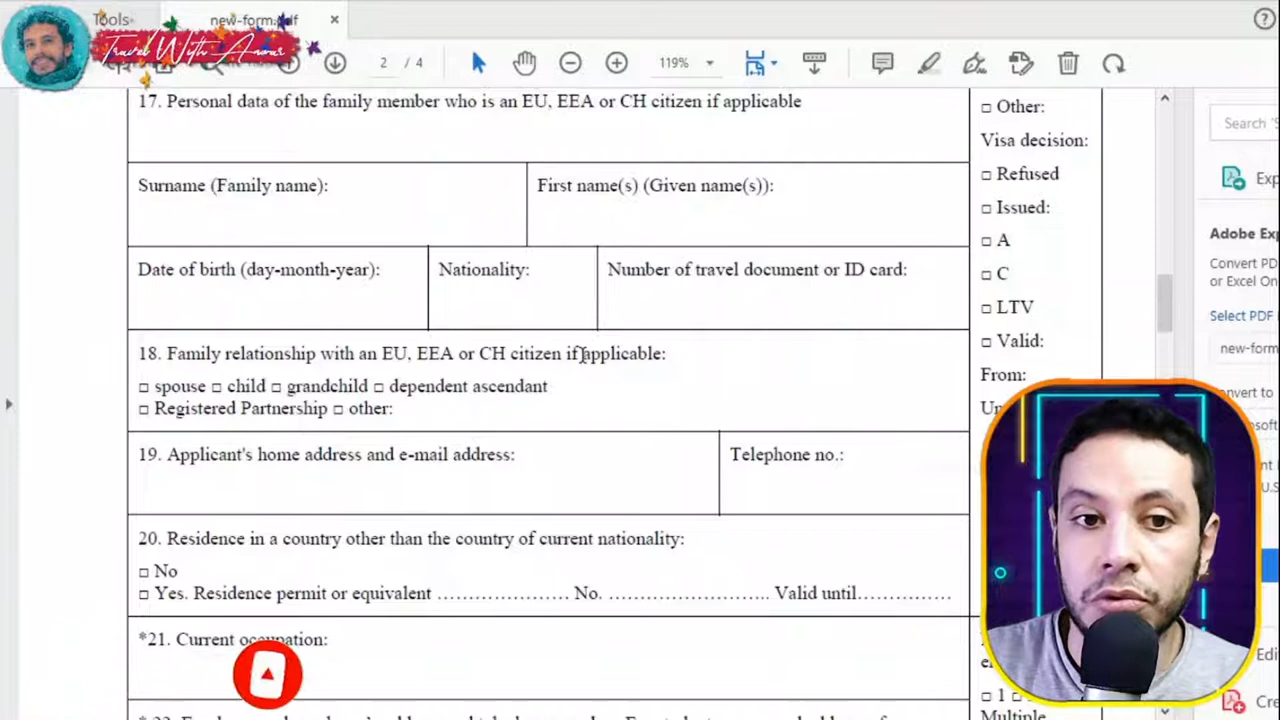 Tools
new-form.pdf
Travel With Anouar
2 / 4
119%
17. Personal data of the family member who is an EU, EEA or CH citizen if applicable
Surname (Family name):
First name(s) (Given name(s)):
Date of birth (day-month-year):
Nationality:
Number of travel document or ID card:
18. Family relationship with an EU, EEA or CH citizen if applicable:
□ spouse □ child □ grandchild □ dependent ascendant
□ Registered Partnership □ other:
19. Applicant's home address and e-mail address:
Telephone no.:
20. Residence in a country other than the country of current nationality:
□ No
□ Yes. Residence permit or equivalent ………………… No. …………………….. Valid until……………
*21. Current occupation:
□ Other:
Visa decision:
□ Refused
□ Issued:
□ A
□ C
□ LTV
□ Valid:
From:
□ 1 □
Multiple
Search
Adobe Exp
Convert PD
or Excel On
Select PDF
new-form